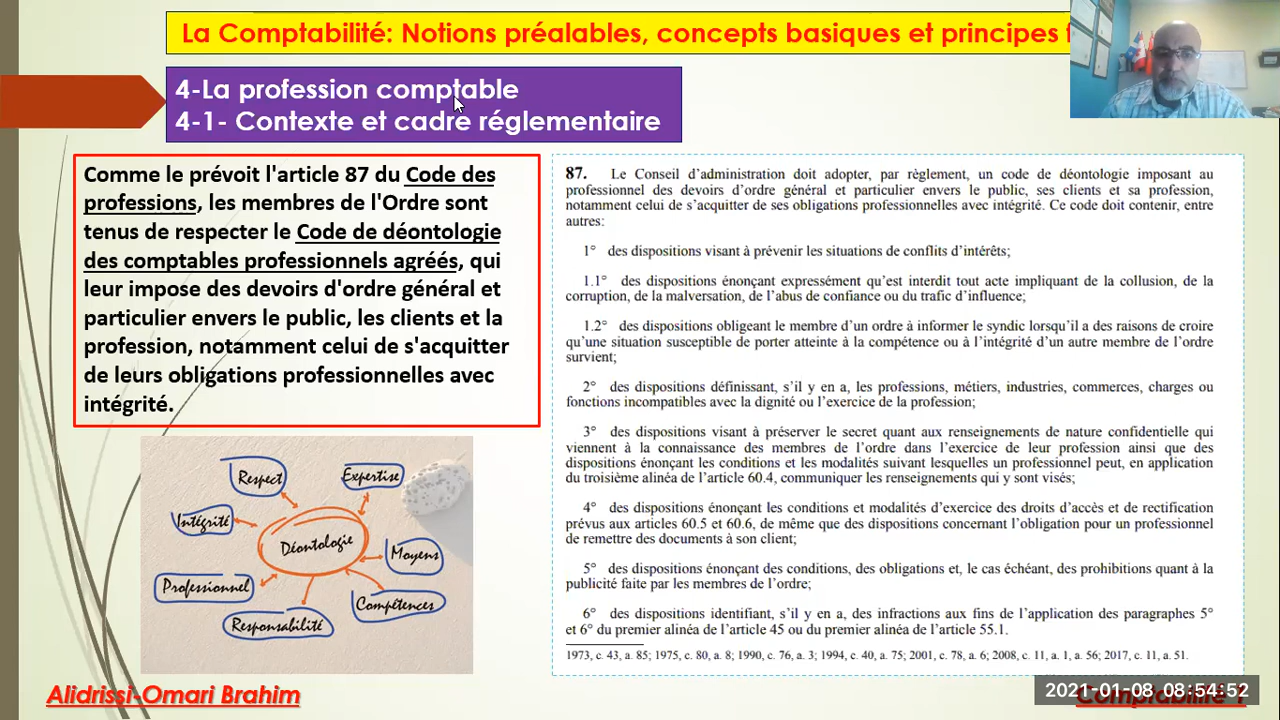 La Comptabilité: Notions préalables, concepts basiques et principes
4-La profession comptable
4-1- Contexte et cadre réglementaire
Comme le prévoit l'article 87 du Code des
professions, les membres de l'Ordre sont
tenus de respecter le Code de déontologie
des comptables professionnels agréés, qui
leur impose des devoirs d'ordre général et
particulier envers le public, les clients et la
profession, notamment celui de s'acquitter
de leurs obligations professionnelles avec
intégrité.
87. Le Conseil d’administration doit adopter, par règlement, un code de déontologie imposant au
professionnel des devoirs d’ordre général et particulier envers le public, ses clients et sa profession,
notamment celui de s’acquitter de ses obligations professionnelles avec intégrité. Ce code doit contenir, entre
autres:
1° des dispositions visant à prévenir les situations de conflits d’intérêts;
1.1° des dispositions énonçant expressément qu’est interdit tout acte impliquant de la collusion, de la
corruption, de la malversation, de l’abus de confiance ou du trafic d’influence;
1.2° des dispositions obligeant le membre d’un ordre à informer le syndic lorsqu’il a des raisons de croire
qu’une situation susceptible de porter atteinte à la compétence ou à l’intégrité d’un autre membre de l’ordre
survient;
2° des dispositions définissant, s’il y en a, les professions, métiers, industries, commerces, charges ou
fonctions incompatibles avec la dignité ou l’exercice de la profession;
3° des dispositions visant à préserver le secret quant aux renseignements de nature confidentielle qui
viennent à la connaissance des membres de l’ordre dans l’exercice de leur profession ainsi que des
dispositions énonçant les conditions et les modalités suivant lesquelles un professionnel peut, en application
du troisième alinéa de l’article 60.4, communiquer les renseignements qui y sont visés;
4° des dispositions énonçant les conditions et modalités d’exercice des droits d’accès et de rectification
prévus aux articles 60.5 et 60.6, de même que des dispositions concernant l’obligation pour un professionnel
de remettre des documents à son client;
5° des dispositions énonçant des conditions, des obligations et, le cas échéant, des prohibitions quant à la
publicité faite par les membres de l’ordre;
6° des dispositions identifiant, s’il y en a, des infractions aux fins de l’application des paragraphes 5°
et 6° du premier alinéa de l’article 45 ou du premier alinéa de l’article 55.1.
1973, c. 43, a. 85; 1975, c. 80, a. 8; 1990, c. 76, a. 3; 1994, c. 40, a. 75; 2001, c. 78, a. 6; 2008, c. 11, a. 1, a. 56; 2017, c. 11, a. 51.
Respect
Expertise
Intégrité
Déontologie
Moyens
Professionnel
Compétences
Responsabilité
Alidrissi-Omari Brahim
Comptabilité 1
2021-01-08 08:54:52